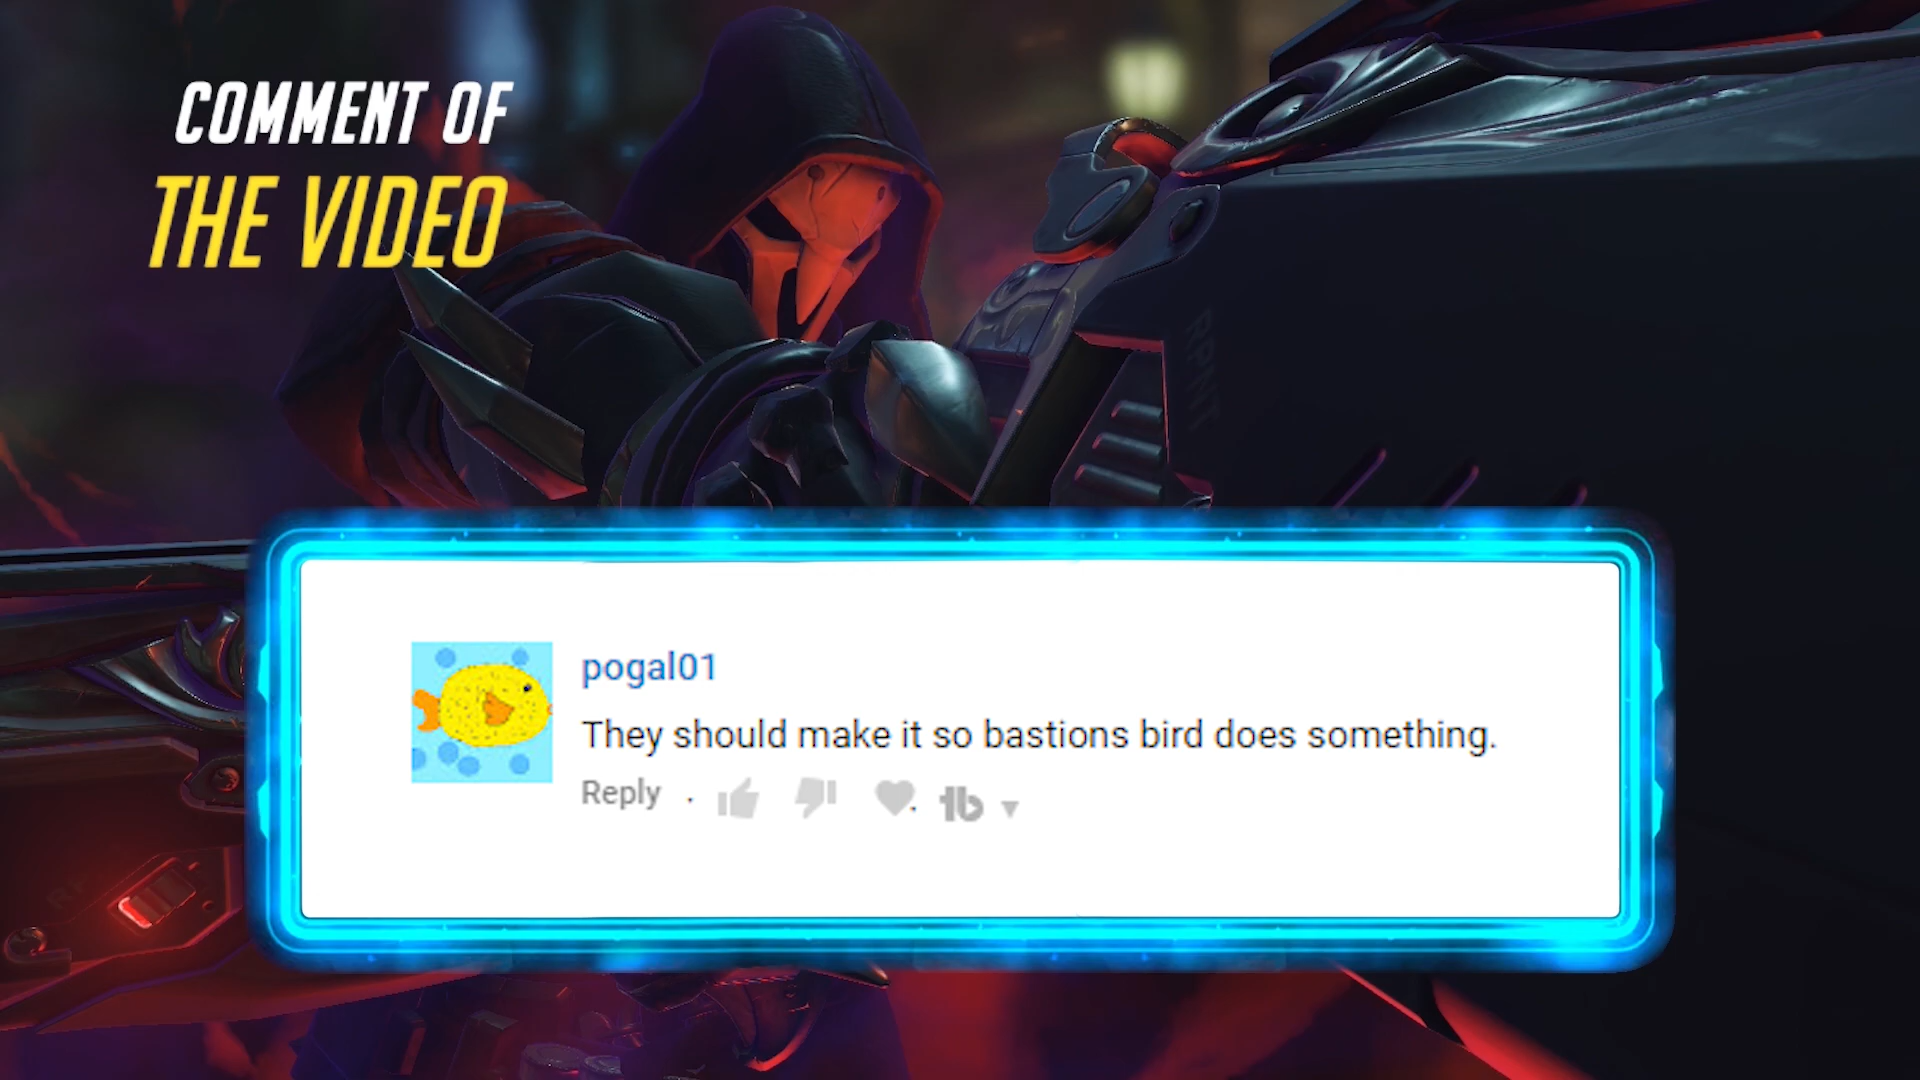 COMMENT OF
THE VIDEO
pogal01
They should make it so bastions bird does something.
Reply